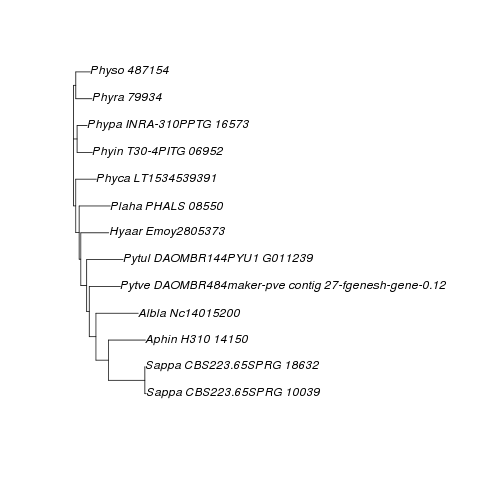 Physo 487154
Phyra 79934
Phypa INRA-310PPTG 16573
Phyin T30-4PITG 06952
Phyca LT1534539391
Plaha PHALS 08550
Hyaar Emoy2805373
Pytul DAOMBR144PYU1 G011239
Pytve DAOMBR484maker-pve contig 27-fgenesh-gene-0.12
Albla Nc14015200
Aphin H310 14150
Sappa CBS223.65SPRG 18632
Sappa CBS223.65SPRG 10039